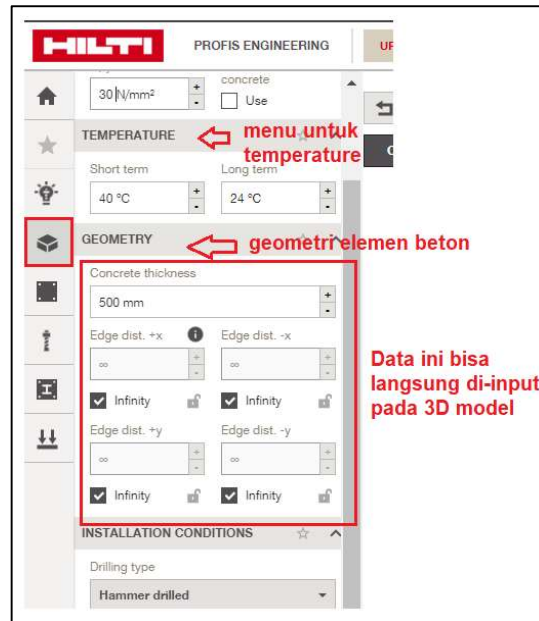 HILTI PROFIS ENGINEERING
concrete
30 N/mm² + -
Use
TEMPERATURE
menu untuk
temperature
Short term Long term
40 °C + - 24 °C + -
GEOMETRY
geometri elemen beton
Concrete thickness
500 mm + -
Edge dist. +x i Edge dist. -x
∞ + - ∞ + -
Infinity Infinity
Edge dist. +y Edge dist. -y
∞ + - ∞ + -
Infinity Infinity
Data ini bisa
langsung di-input
pada 3D model
INSTALLATION CONDITIONS
Drilling type
Hammer drilled